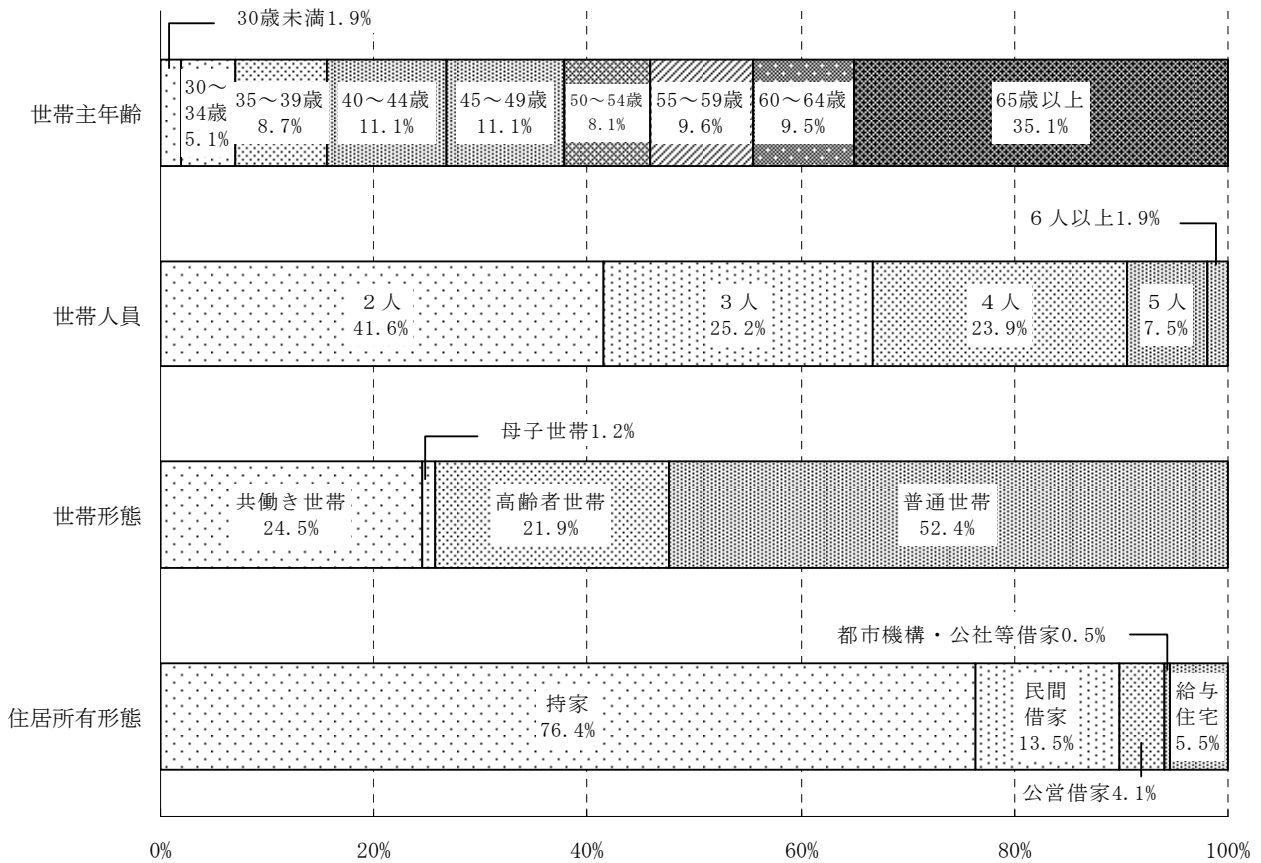 30歳未満1.9%
世帯主年齢
30～
34歳
5.1%
35～39歳
8.7%
40～44歳
11.1%
45～49歳
11.1%
50～54歳
8.1%
55～59歳
9.6%
60～64歳
9.5%
65歳以上
35.1%
６人以上1.9%
世帯人員
２人
41.6%
３人
25.2%
４人
23.9%
５人
7.5%
母子世帯1.2%
世帯形態
共働き世帯
24.5%
高齢者世帯
21.9%
普通世帯
52.4%
都市機構・公社等借家0.5%
住居所有形態
持家
76.4%
民間
借家
13.5%
給与
住宅
5.5%
公営借家4.1%
0%
20%
40%
60%
80%
100%